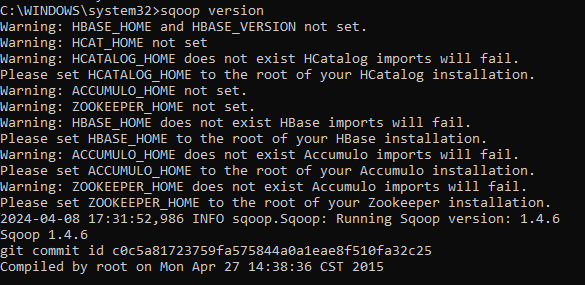 C:\WINDOWS\system32>sqoop version
Warning: HBASE_HOME and HBASE_VERSION not set.
Warning: HCAT_HOME not set
Warning: HCATALOG_HOME does not exist HCatalog imports will fail.
Please set HCATALOG_HOME to the root of your HCatalog installation.
Warning: ACCUMULO_HOME not set.
Warning: ZOOKEEPER_HOME not set.
Warning: HBASE_HOME does not exist HBase imports will fail.
Please set HBASE_HOME to the root of your HBase installation.
Warning: ACCUMULO_HOME does not exist Accumulo imports will fail.
Please set ACCUMULO_HOME to the root of your Accumulo installation.
Warning: ZOOKEEPER_HOME does not exist Accumulo imports will fail.
Please set ZOOKEEPER_HOME to the root of your Zookeeper installation.
2024-04-08 17:31:52,986 INFO sqoop.Sqoop: Running Sqoop version: 1.4.6
Sqoop 1.4.6
git commit id c0c5a81723759fa575844a0a1eae8f510fa32c25
Compiled by root on Mon Apr 27 14:38:36 CST 2015